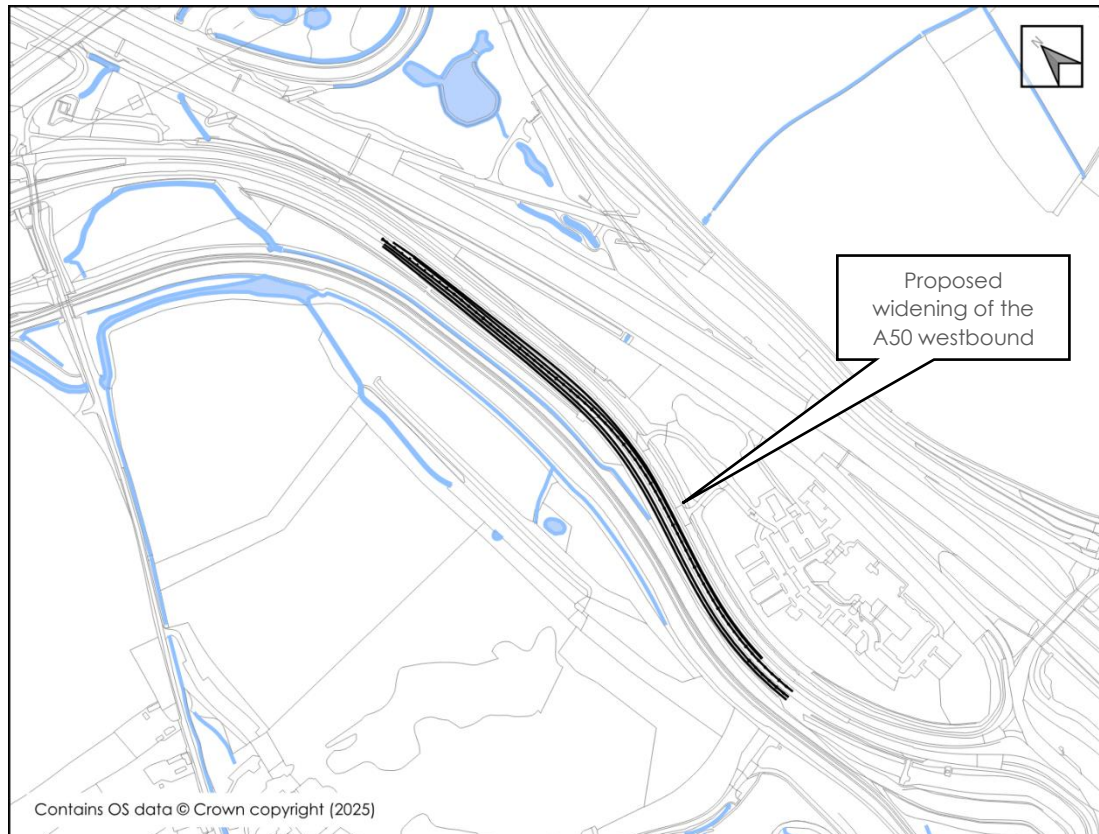 N
Proposed
widening of the
A50 westbound
Contains OS data © Crown copyright (2025)